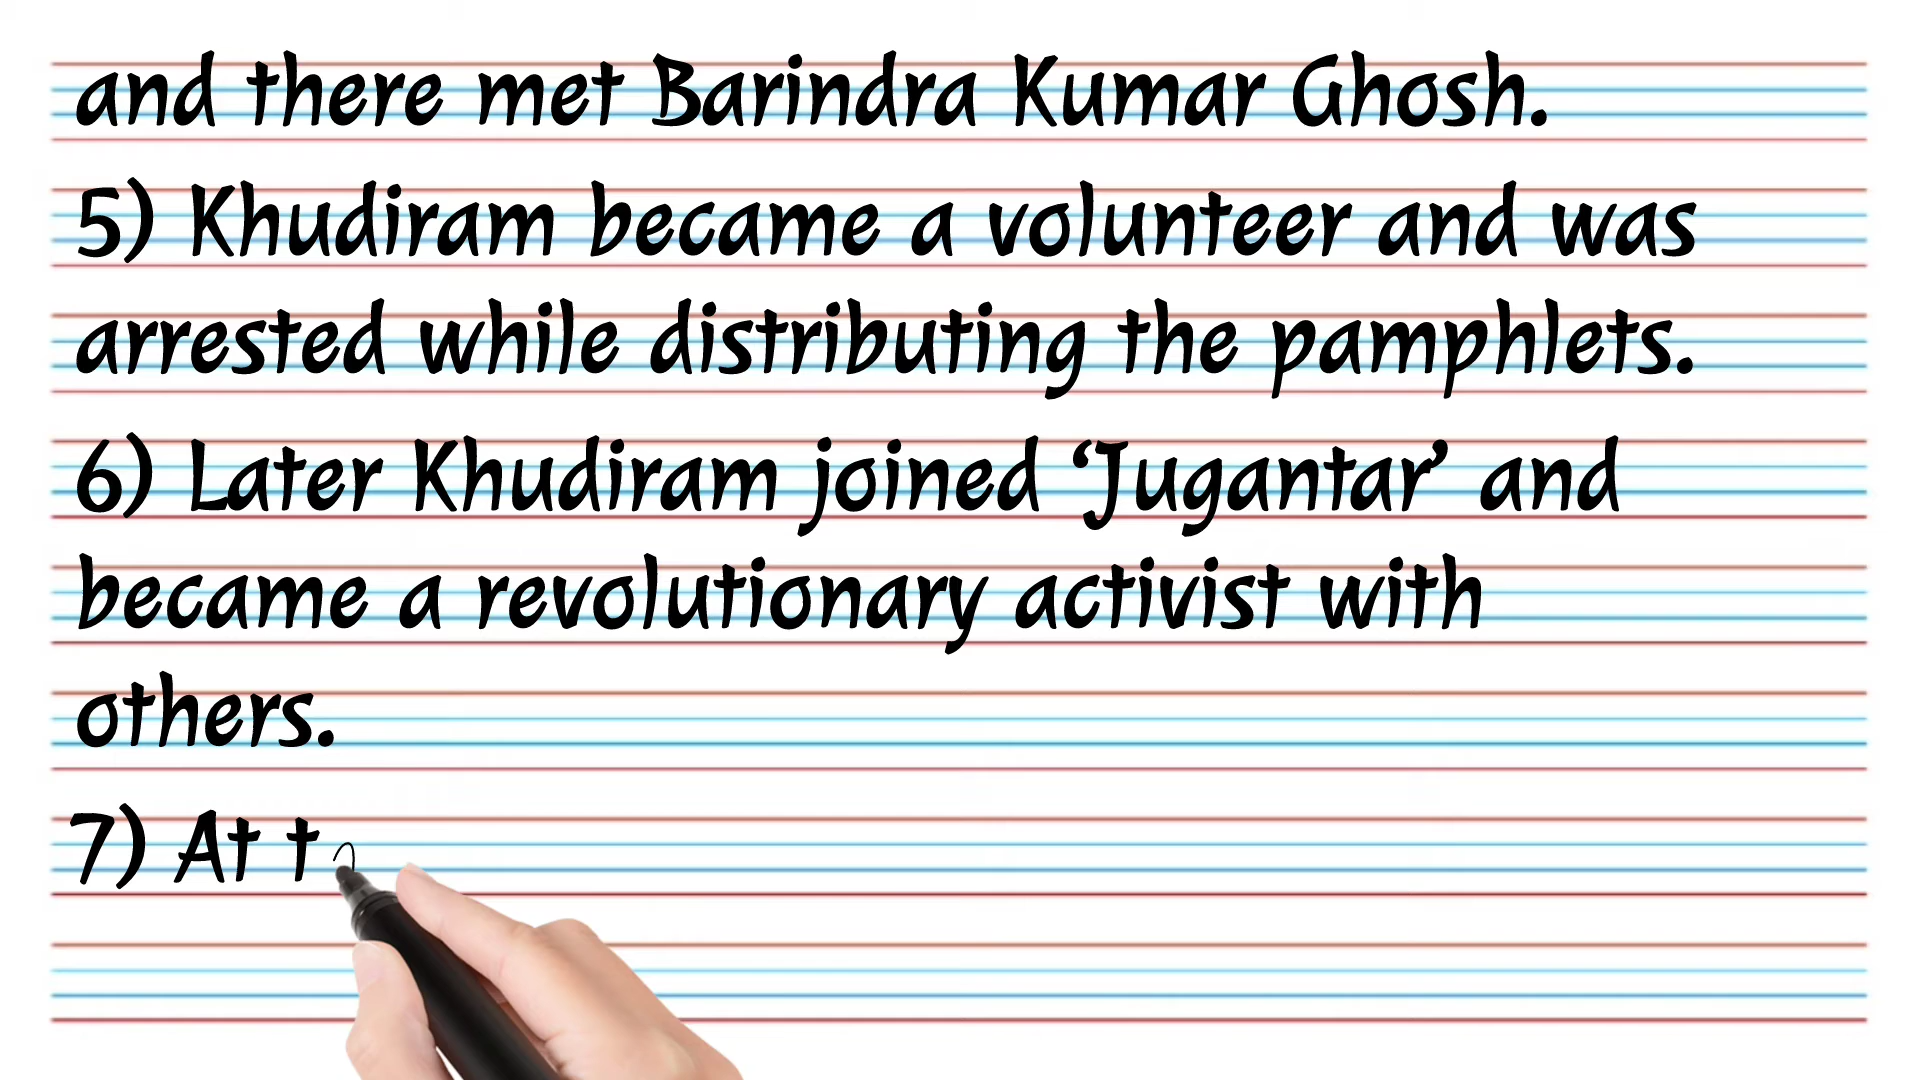 and there met Barindra Kumar Ghosh.
5) Khudiram became a volunteer and was
arrested while distributing the pamphlets.
6) Later Khudiram joined ‘Jugantar’ and
became a revolutionary activist with
others.
7) At t